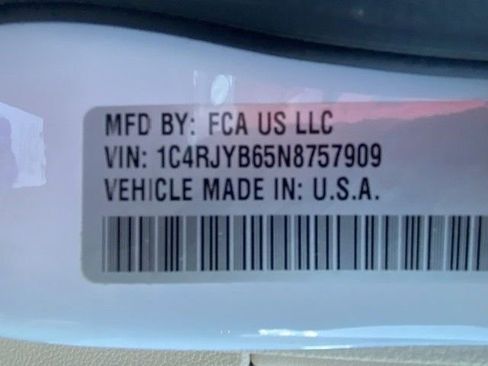 MFD BY: FCA US LLC
VIN: 1C4RJYB65N8757909
VEHICLE MADE IN: U.S.A.